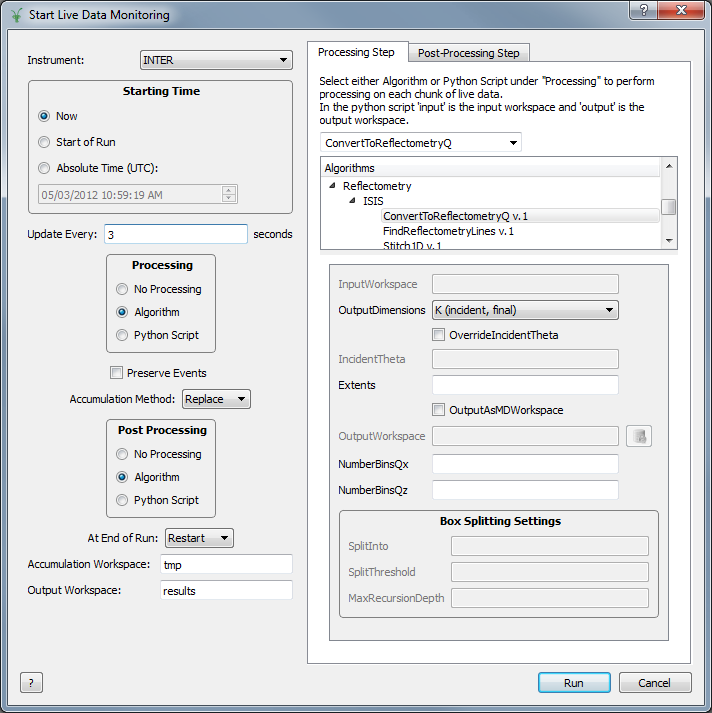 Start Live Data Monitoring
?
Instrument: INTER
Starting Time
Now
Start of Run
Absolute Time (UTC):
05/03/2012 10:59:19 AM
Update Every: 3 seconds
Processing
No Processing
Algorithm
Python Script
Preserve Events
Accumulation Method: Replace
Post Processing
No Processing
Algorithm
Python Script
At End of Run: Restart
Accumulation Workspace: tmp
Output Workspace: results
?
Processing Step Post-Processing Step
Select either Algorithm or Python Script under "Processing" to perform
processing on each chunk of live data.
In the python script 'input' is the input workspace and 'output' is the
output workspace.
ConvertToReflectometryQ
Algorithms
Reflectometry
ISIS
ConvertToReflectometryQ v.1
FindReflectometryLines v.1
Stitch1D v.1
InputWorkspace
OutputDimensions K (incident, final)
OverrideIncidentTheta
IncidentTheta
Extents
OutputAsMDWorkspace
OutputWorkspace
NumberBinsQx
NumberBinsQz
Box Splitting Settings
SplitInto
SplitThreshold
MaxRecursionDepth
Run Cancel